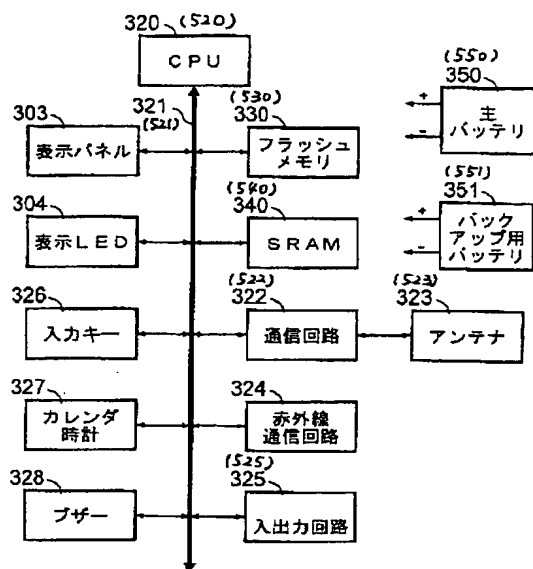 320 (520)
CPU
321
(521)
303
表示パネル
(530)
330
フラッシュ
メモリ
(550)
350
+
-
主
バッテリ
304
表示LED
(540)
340
SRAM
(551)
351
+
-
バック
アップ用
バッテリ
326
入力キー
(522)
322
通信回路
(523)
323
アンテナ
327
カレンダ
時計
324
赤外線
通信回路
328
ブザー
(525)
325
入出力回路